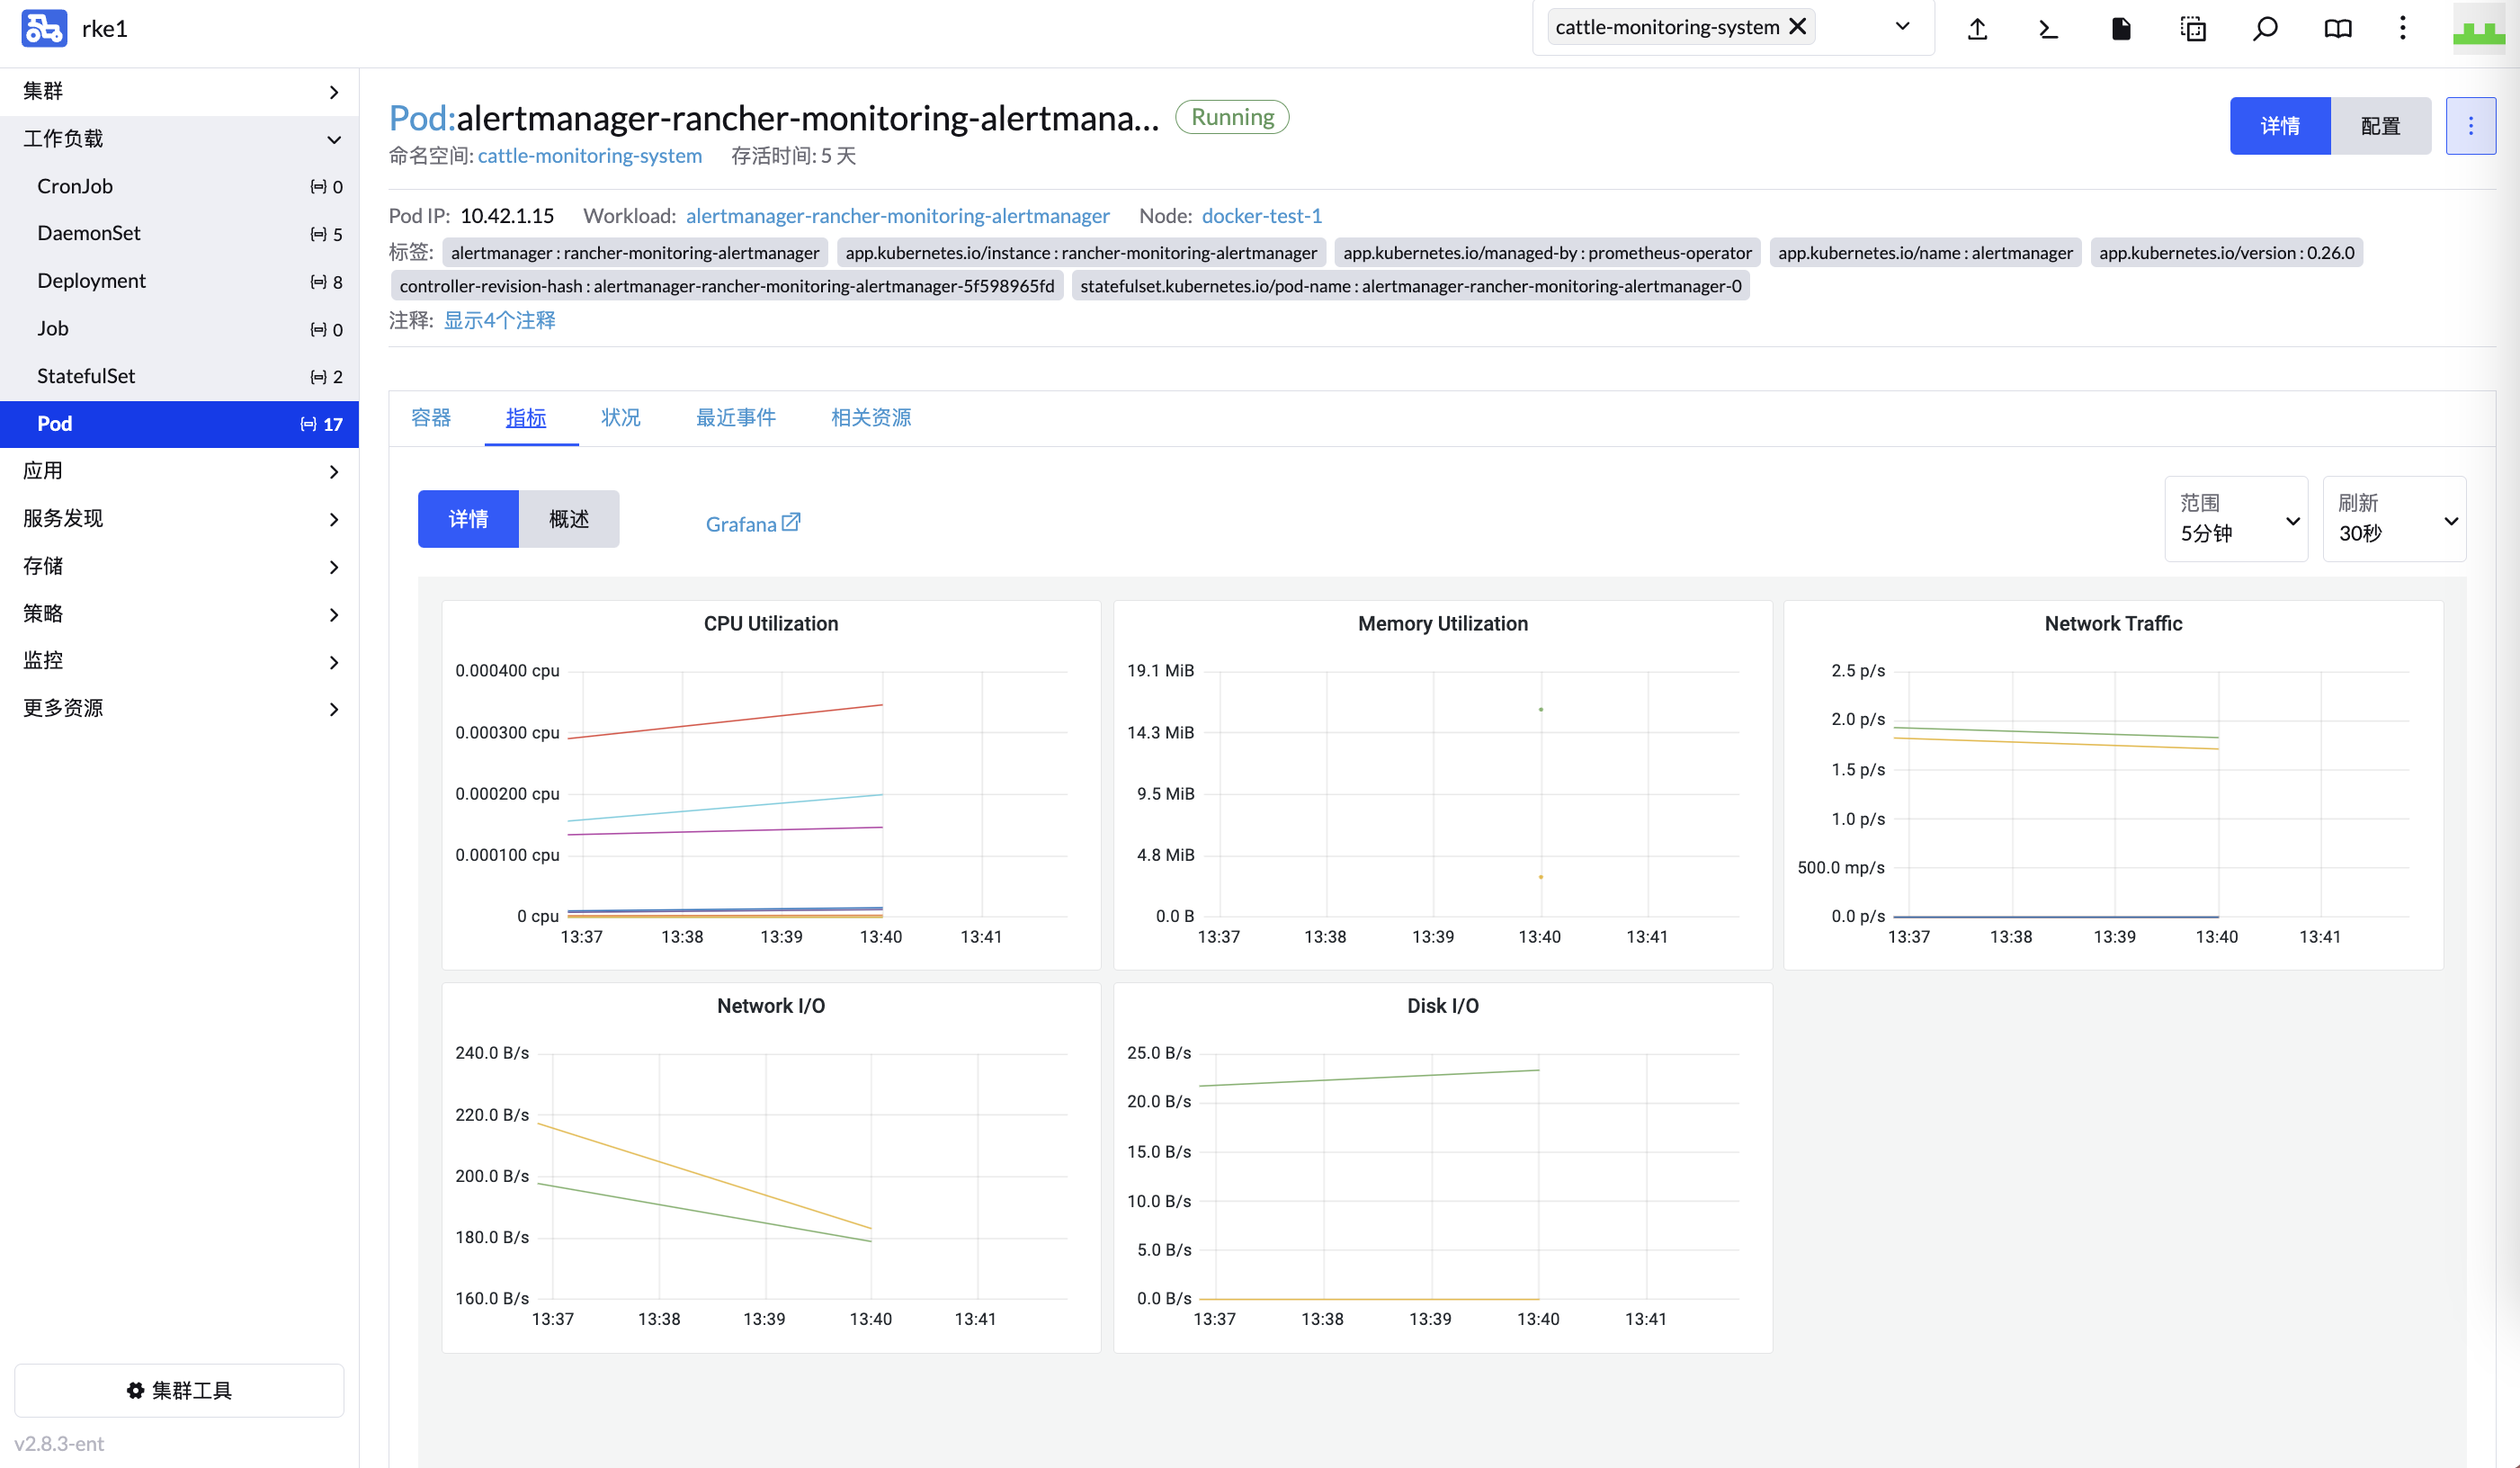 rke1
cattle-monitoring-system
集群
工作负载
CronJob 0
DaemonSet 5
Deployment 8
Job 0
StatefulSet 2
Pod 17
应用
服务发现
存储
策略
监控
更多资源
集群工具
v2.8.3-ent
Pod:alertmanager-rancher-monitoring-alertmana... Running
命名空间: cattle-monitoring-system 存活时间: 5 天
详情 配置
Pod IP: 10.42.1.15 Workload: alertmanager-rancher-monitoring-alertmanager Node: docker-test-1
标签: alertmanager : rancher-monitoring-alertmanager app.kubernetes.io/instance : rancher-monitoring-alertmanager app.kubernetes.io/managed-by : prometheus-operator app.kubernetes.io/name : alertmanager app.kubernetes.io/version : 0.26.0
controller-revision-hash : alertmanager-rancher-monitoring-alertmanager-5f598965fd statefulset.kubernetes.io/pod-name : alertmanager-rancher-monitoring-alertmanager-0
注释: 显示4个注释
容器 指标 状况 最近事件 相关资源
详情 概述 Grafana
范围
5分钟
刷新
30秒
CPU Utilization
0.000400 cpu
0.000300 cpu
0.000200 cpu
0.000100 cpu
0 cpu
13:37 13:38 13:39 13:40 13:41
Memory Utilization
19.1 MiB
14.3 MiB
9.5 MiB
4.8 MiB
0.0 B
13:37 13:38 13:39 13:40 13:41
Network Traffic
2.5 p/s
2.0 p/s
1.5 p/s
1.0 p/s
500.0 mp/s
0.0 p/s
13:37 13:38 13:39 13:40 13:41
Network I/O
240.0 B/s
220.0 B/s
200.0 B/s
180.0 B/s
160.0 B/s
13:37 13:38 13:39 13:40 13:41
Disk I/O
25.0 B/s
20.0 B/s
15.0 B/s
10.0 B/s
5.0 B/s
0.0 B/s
13:37 13:38 13:39 13:40 13:41